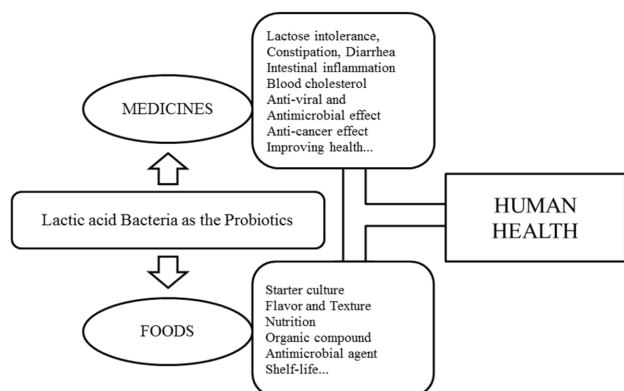 Lactose intolerance,
Constipation, Diarrhea
Intestinal inflammation
Blood cholesterol
Anti-viral and
Antimicrobial effect
Anti-cancer effect
Improving health...
MEDICINES
Lactic acid Bacteria as the Probiotics
HUMAN
HEALTH
FOODS
Starter culture
Flavor and Texture
Nutrition
Organic compound
Antimicrobial agent
Shelf-life...